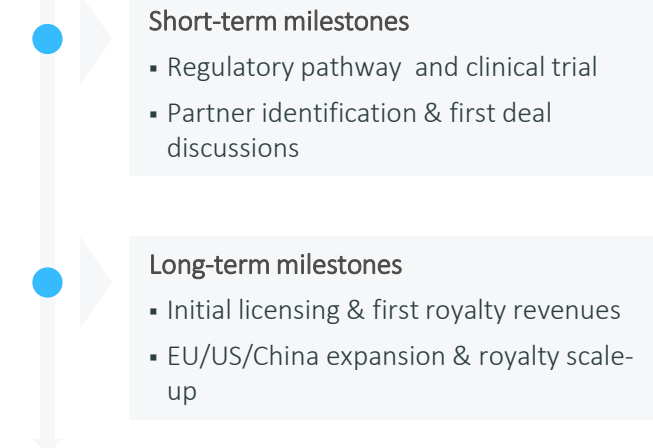 Short-term milestones
▪ Regulatory pathway  and clinical trial
▪ Partner identification & first deal
discussions
Long-term milestones
▪ Initial licensing & first royalty revenues
▪ EU/US/China expansion & royalty scale-
up